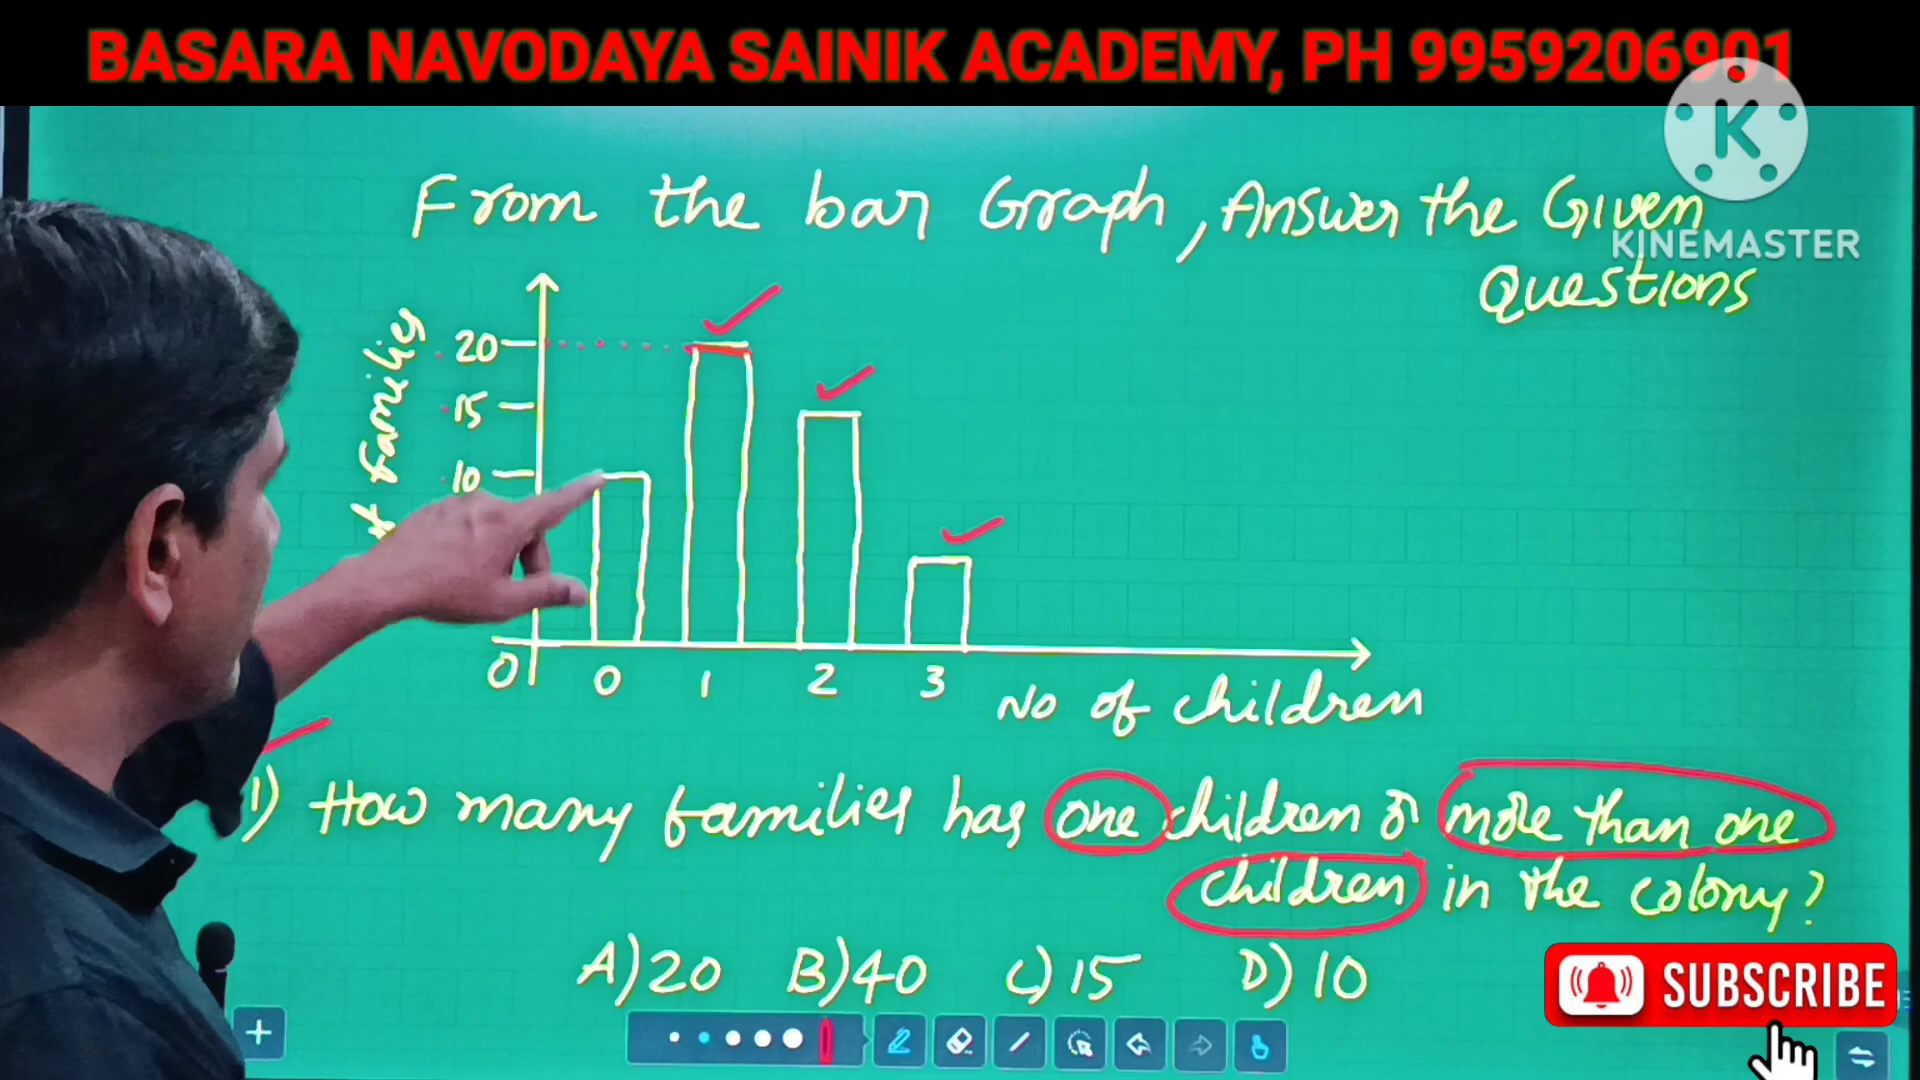 BASARA NAVODAYA SAINIK ACADEMY, PH 9959206901
K
KINEMASTER
From the bar Graph, Answer the Given
Questions
families
20
15
10
0
0 1 2 3 No of children
1) How many families has one children or more than one
children in the colony?
A) 20 B) 40 C) 15 D) 10
SUBSCRIBE